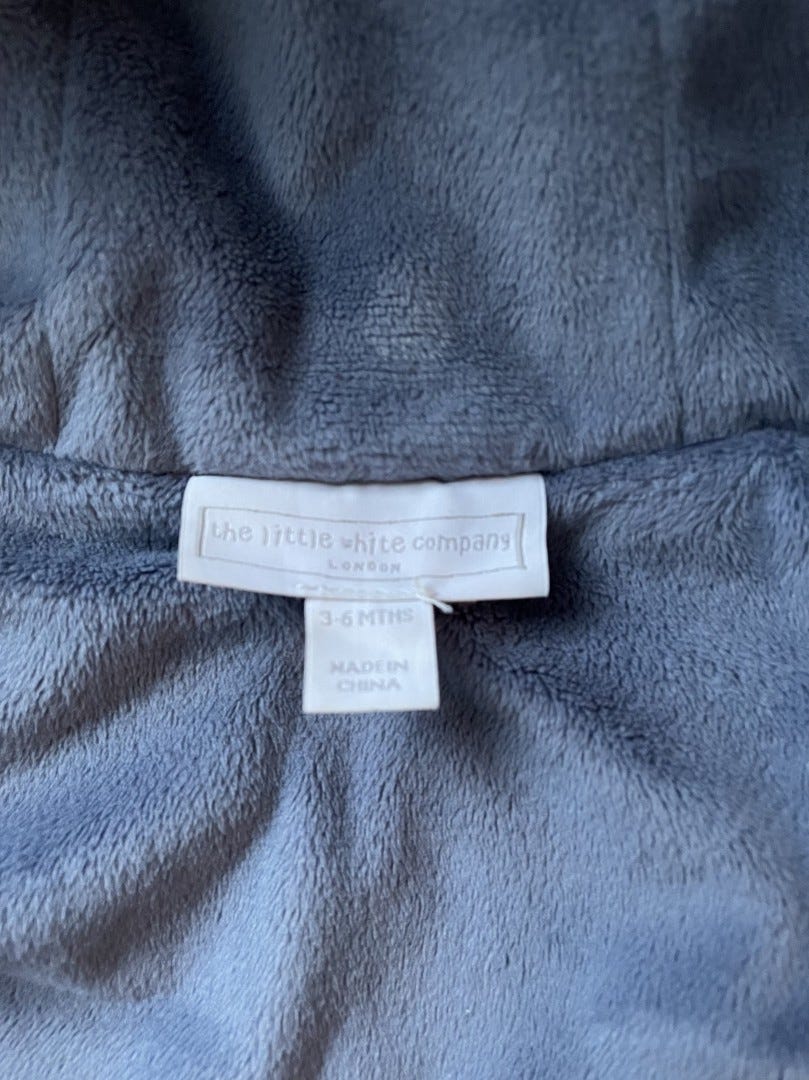 the little white company
LONDON
3-6 MTHS
MADE IN
CHINA